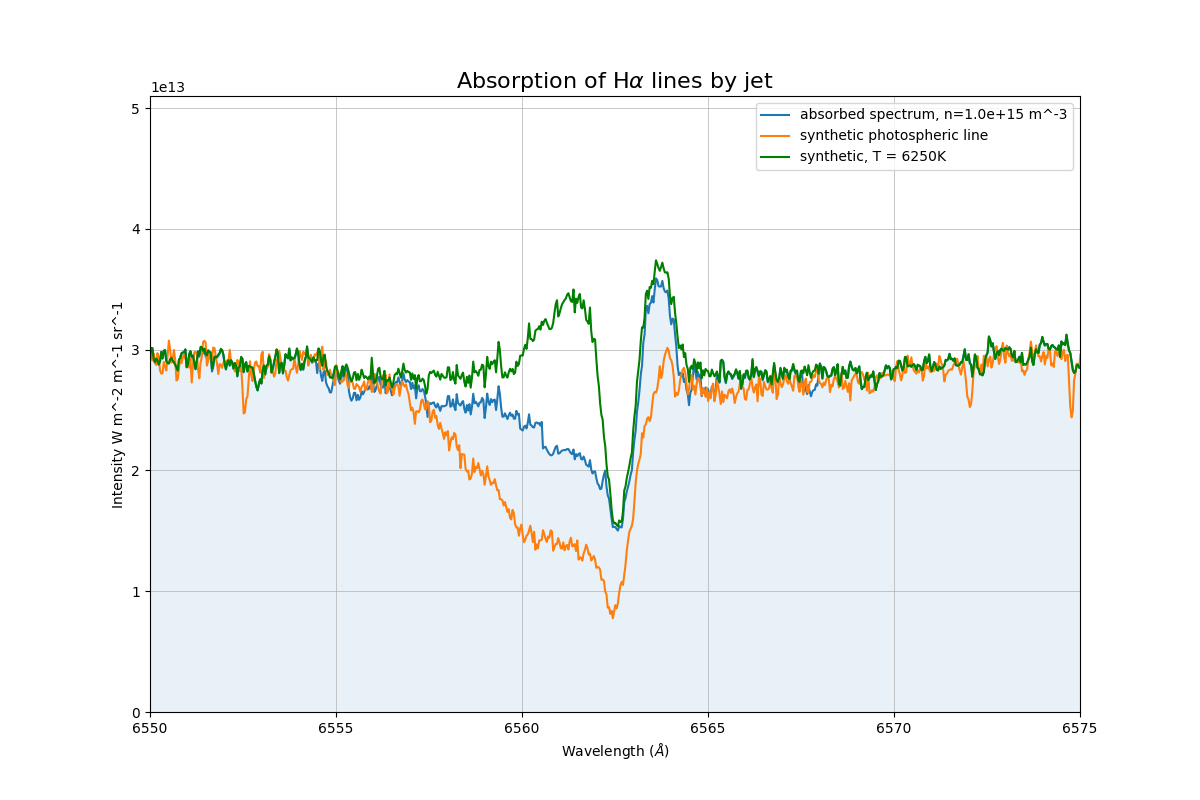 Absorption of Hα lines by jet
1e13
absorbed spectrum, n=1.0e+15 m^-3
synthetic photospheric line
synthetic, T = 6250K
5
4
3
2
1
0
Intensity W m^-2 m^-1 sr^-1
6550 6555 6560 6565 6570 6575
Wavelength (Å)